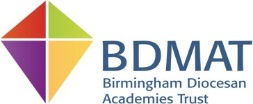 BDMAT
Birmingham Diocesan
Academies Trust